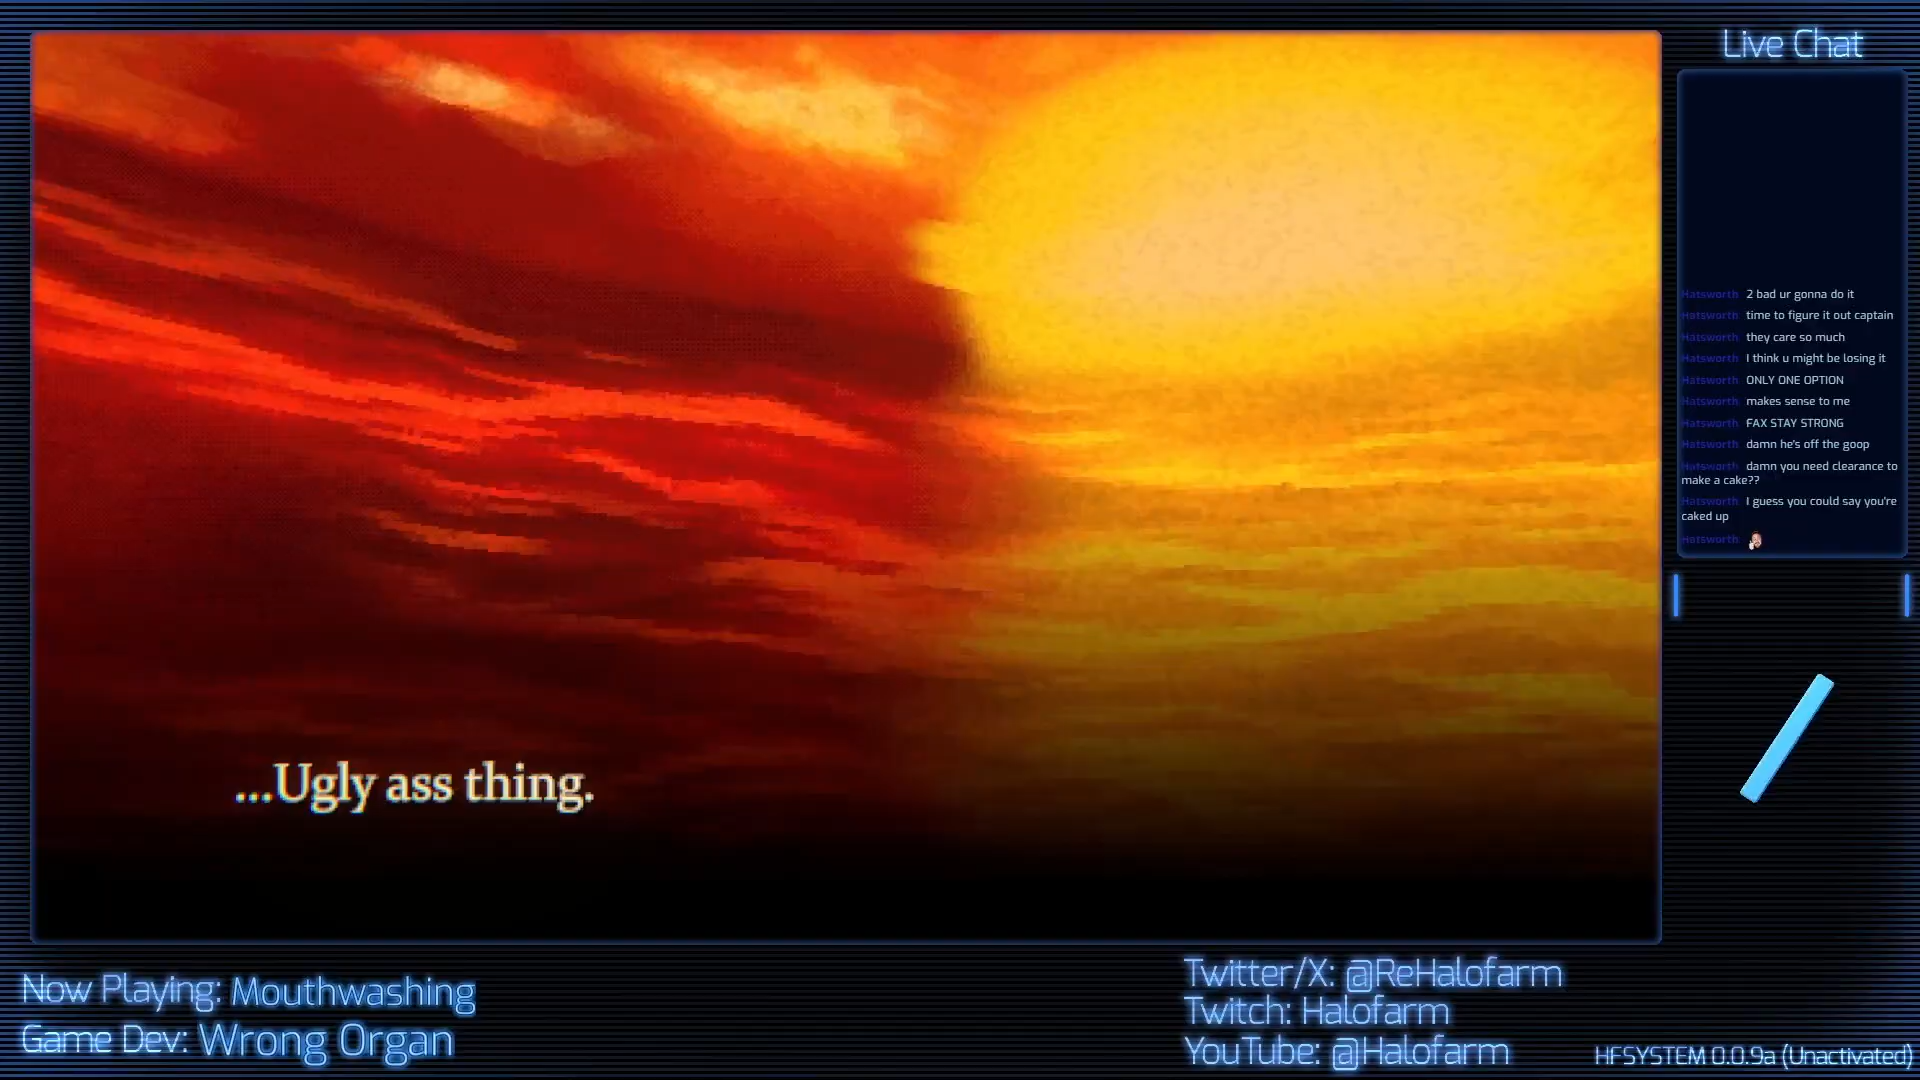 Live Chat
Hatsworth 2 bad ur gonna do it
Hatsworth time to figure it out captain
Hatsworth they care so much
Hatsworth I think u might be losing it
Hatsworth ONLY ONE OPTION
Hatsworth makes sense to me
Hatsworth FAX STAY STRONG
Hatsworth damn he's off the goop
Hatsworth damn you need clearance to
make a cake??
Hatsworth I guess you could say you're
caked up
Hatsworth
...Ugly ass thing.
Now Playing: Mouthwashing
Game Dev: Wrong Organ
Twitter/X: @ReHalofarm
Twitch: Halofarm
YouTube: @Halofarm
HFSYSTEM 0.0.9a (Unactivated)